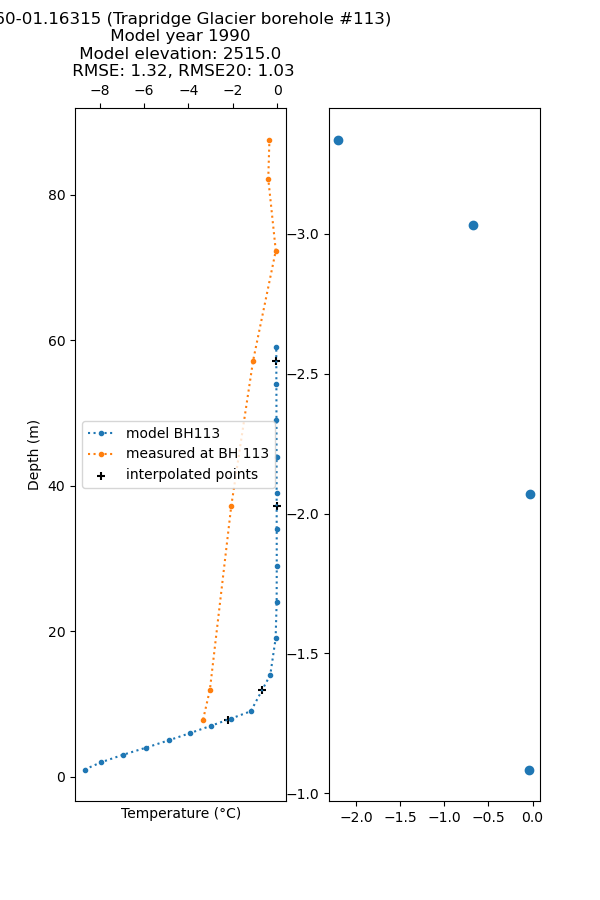 60-01.16315 (Trapridge Glacier borehole #113)
Model year 1990
Model elevation: 2515.0
RMSE: 1.32, RMSE20: 1.03
−8 −6 −4 −2 0
80
60
40
20
0
Depth (m)
model BH113
measured at BH 113
interpolated points
Temperature (°C)
−3.0
−2.5
−2.0
−1.5
−1.0
−2.0 −1.5 −1.0 −0.5 0.0